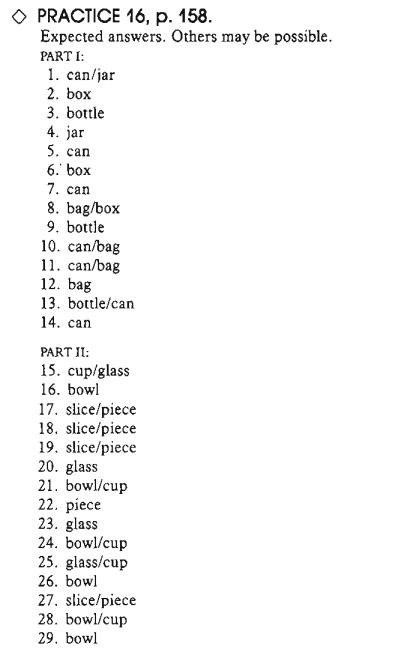 ◇ PRACTICE 16, p. 158.
Expected answers. Others may be possible.
PART I:
1. can/jar
2. box
3. bottle
4. jar
5. can
6. box
7. can
8. bag/box
9. bottle
10. can/bag
11. can/bag
12. bag
13. bottle/can
14. can
PART II:
15. cup/glass
16. bowl
17. slice/piece
18. slice/piece
19. slice/piece
20. glass
21. bowl/cup
22. piece
23. glass
24. bowl/cup
25. glass/cup
26. bowl
27. slice/piece
28. bowl/cup
29. bowl